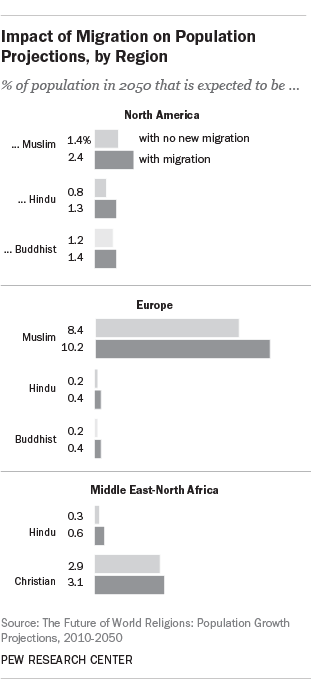 Impact of Migration on Population
Projections, by Region
% of population in 2050 that is expected to be ...
North America
... Muslim 1.4% with no new migration
2.4 with migration
... Hindu 0.8
1.3
... Buddhist 1.2
1.4
Europe
Muslim 8.4
10.2
Hindu 0.2
0.4
Buddhist 0.2
0.4
Middle East-North Africa
Hindu 0.3
0.6
Christian 2.9
3.1
Source: The Future of World Religions: Population Growth
Projections, 2010-2050
PEW RESEARCH CENTER